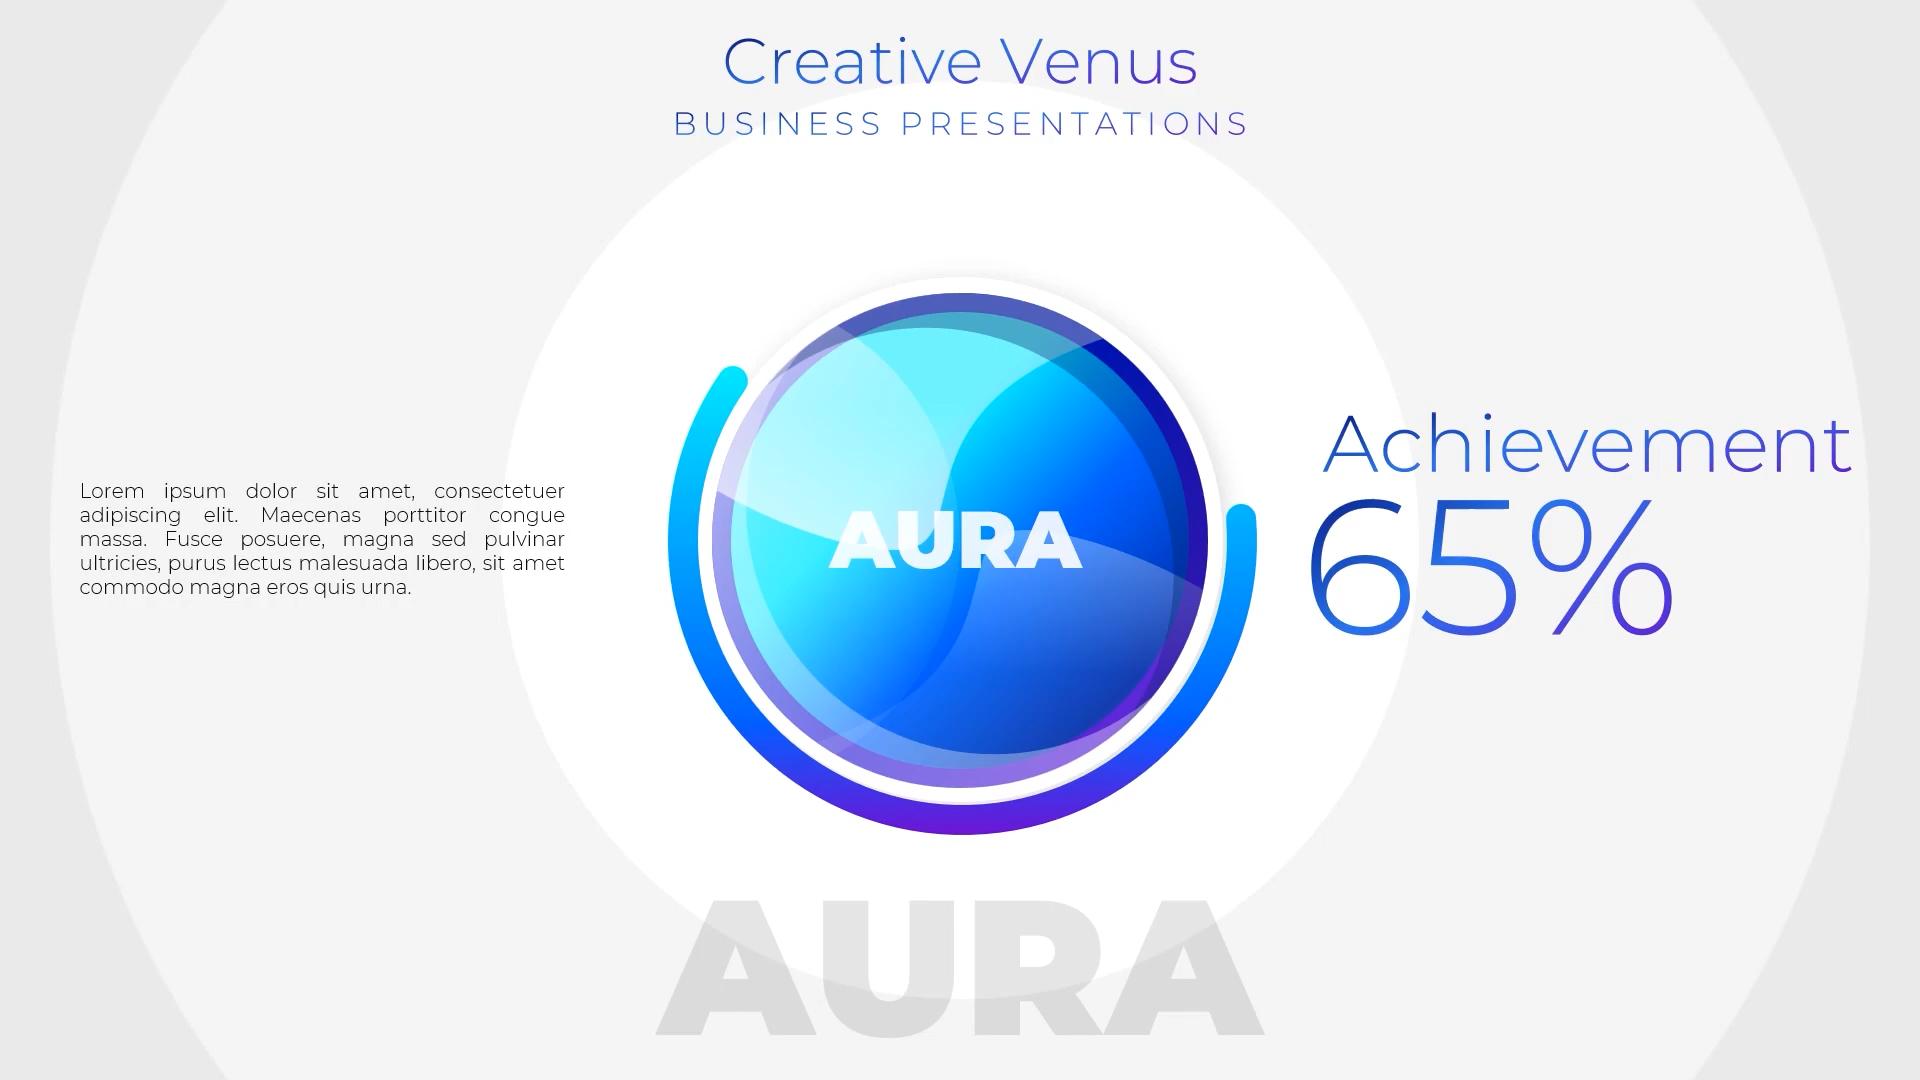 Creative Venus
BUSINESS PRESENTATIONS
Lorem ipsum dolor sit amet, consectetuer
adipiscing elit. Maecenas porttitor congue
massa. Fusce posuere, magna sed pulvinar
ultricies, purus lectus malesuada libero, sit amet
commodo magna eros quis urna.
AURA
Achievement
65%
AURA